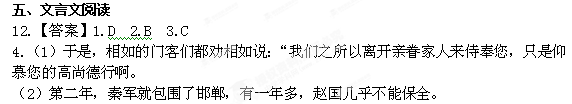 五、文言文阅读
12.【答案】1.D  2.B  3.C
4.（1）于是，相如的门客们都劝相如说：“我们之所以离开亲眷家人来侍奉您，只是仰
慕您的高尚德行啊。
（2）第二年，秦军就包围了邯郸，有一年多，赵国几乎不能保全。